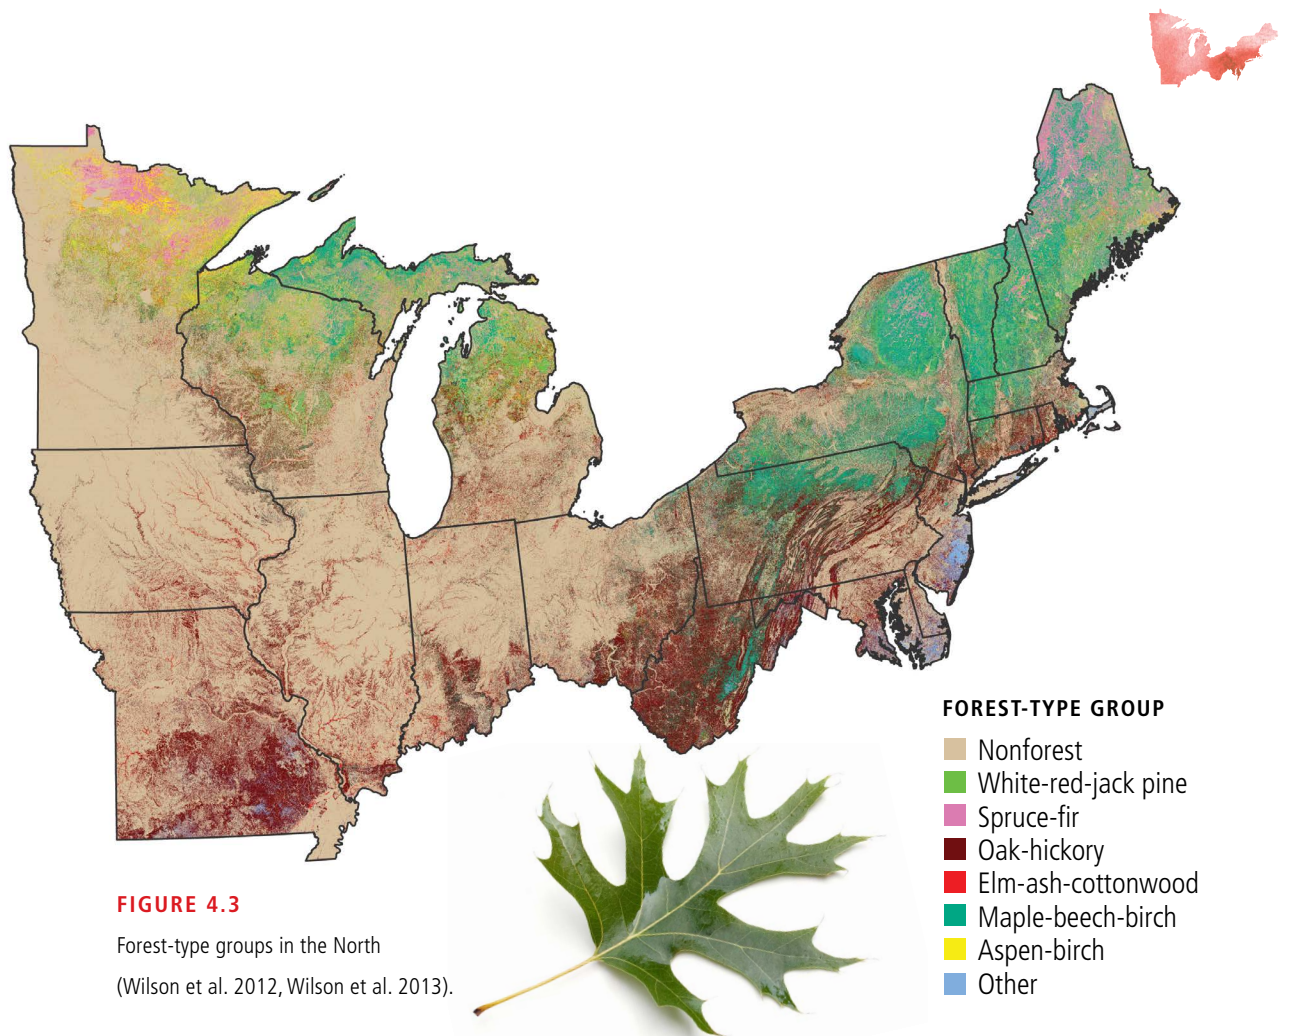 FOREST-TYPE GROUP
Nonforest
White-red-jack pine
Spruce-fir
Oak-hickory
Elm-ash-cottonwood
Maple-beech-birch
Aspen-birch
Other
FIGURE 4.3
Forest-type groups in the North
(Wilson et al. 2012, Wilson et al. 2013).